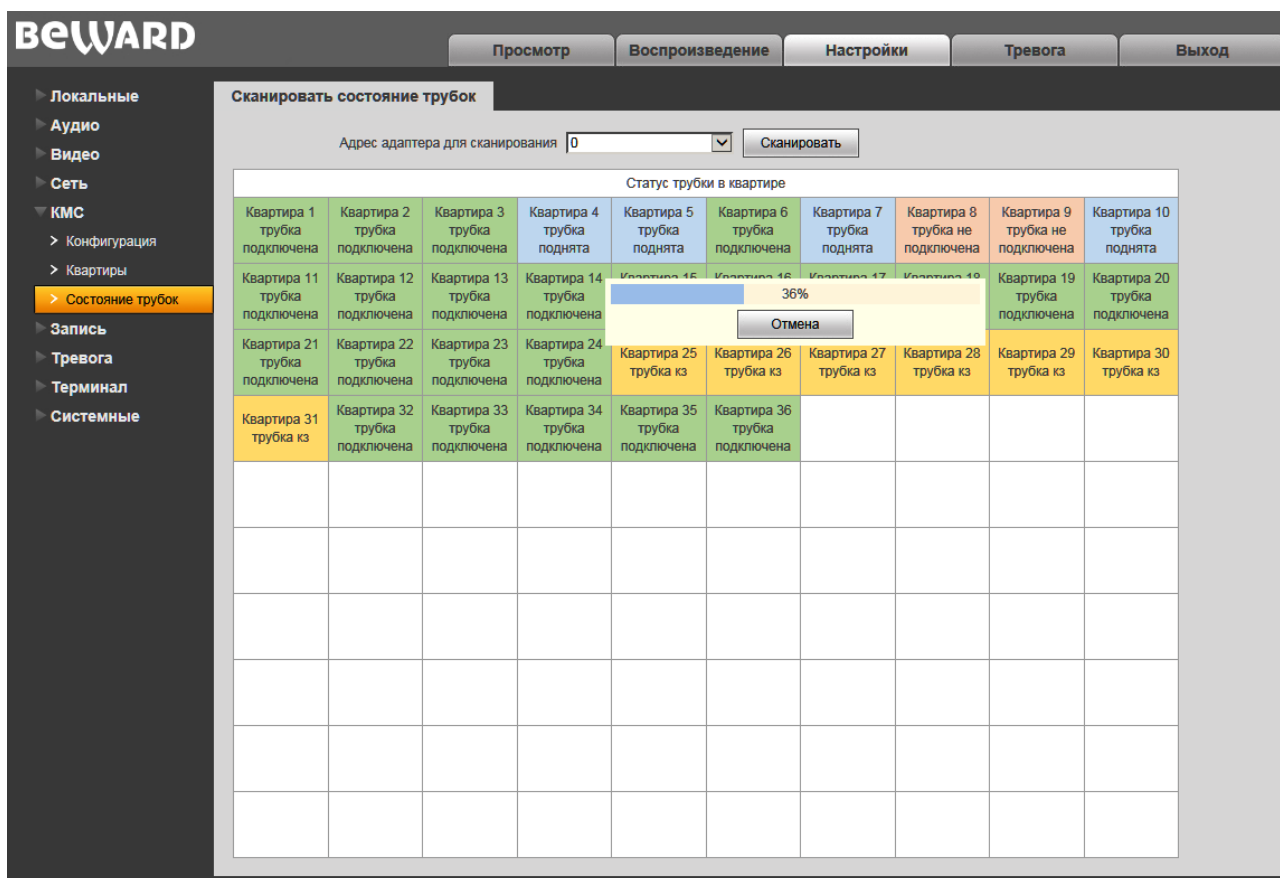 BEWARD
Просмотр
Воспроизведение
Настройки
Тревога
Выход
Локальные
Аудио
Видео
Сеть
КМС
Конфигурация
Квартиры
Состояние трубок
Запись
Тревога
Терминал
Системные
Сканировать состояние трубок
Адрес адаптера для сканирования 0 Сканировать
Статус трубки в квартире
Квартира 1 Квартира 2 Квартира 3 Квартира 4 Квартира 5 Квартира 6 Квартира 7 Квартира 8 Квартира 9 Квартира 10
трубка трубка трубка трубка трубка трубка трубка трубка не трубка не трубка
подключена подключена подключена поднята поднята подключена поднята подключена подключена поднята
Квартира 11 Квартира 12 Квартира 13 Квартира 14 Квартира 15 Квартира 16 Квартира 17 Квартира 18 Квартира 19 Квартира 20
трубка трубка трубка трубка 36% трубка трубка
подключена подключена подключена подключена Отмена подключена подключена
Квартира 21 Квартира 22 Квартира 23 Квартира 24 Квартира 25 Квартира 26 Квартира 27 Квартира 28 Квартира 29 Квартира 30
трубка трубка трубка трубка трубка кз трубка кз трубка кз трубка кз трубка кз трубка кз
подключена подключена подключена подключена
Квартира 31 Квартира 32 Квартира 33 Квартира 34 Квартира 35 Квартира 36
трубка кз трубка трубка трубка трубка трубка
подключена подключена подключена подключена подключена